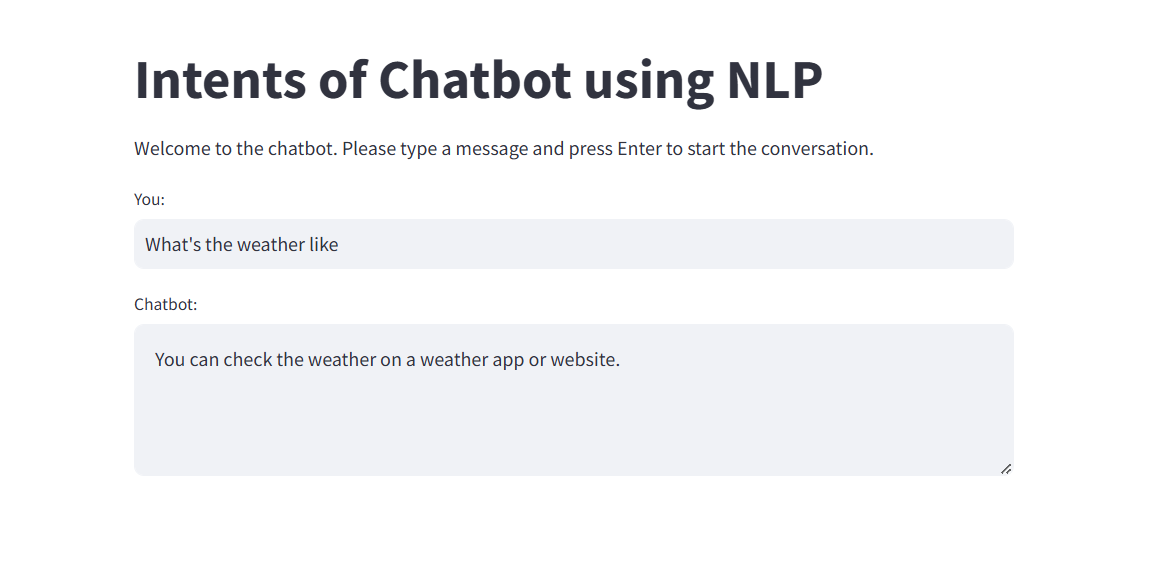 Intents of Chatbot using NLP
Welcome to the chatbot. Please type a message and press Enter to start the conversation.
You:
What's the weather like
Chatbot:
You can check the weather on a weather app or website.